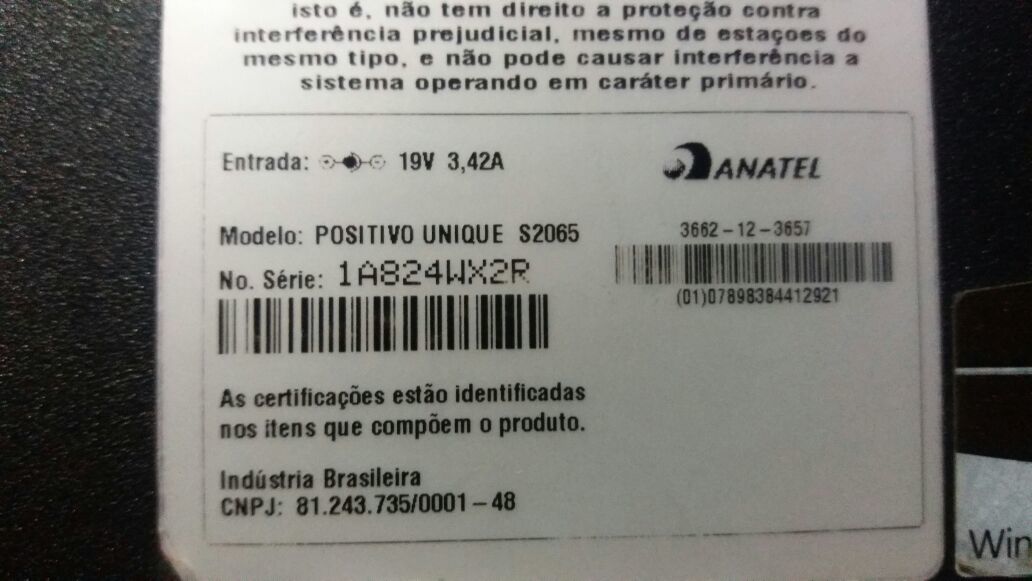 isto é, não tem direito a proteção contra
interferência prejudicial, mesmo de estações do
mesmo tipo, e não pode causar interferência a
sistema operando em caráter primário.
Entrada: 19V 3,42A
ANATEL
Modelo: POSITIVO UNIQUE S2065
3662-12-3657
No. Série: 1A824WX2R
(01)07898384412921
As certificações estão identificadas
nos itens que compõem o produto.
Indústria Brasileira
CNPJ: 81.243.735/0001-48
Win